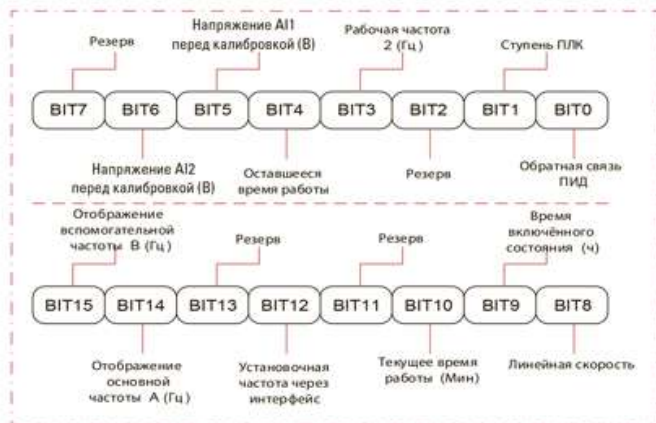 Резерв
Напряжение AI1
перед калибровкой (В)
Рабочая частота
2 (Гц)
Ступень ПЛК
BIT7 BIT6 BIT5 BIT4 BIT3 BIT2 BIT1 BIT0
Напряжение AI2
перед калибровкой (В)
Оставшееся
время работы
Резерв
Обратная связь
ПИД
Отображение
вспомогательной
частоты B (Гц)
Резерв
Резерв
Время
включённого
состояния (ч)
BIT15 BIT14 BIT13 BIT12 BIT11 BIT10 BIT9 BIT8
Отображение
основной
частоты A (Гц)
Установочная
частота через
интерфейс
Текущее время
работы (Мин)
Линейная скорость